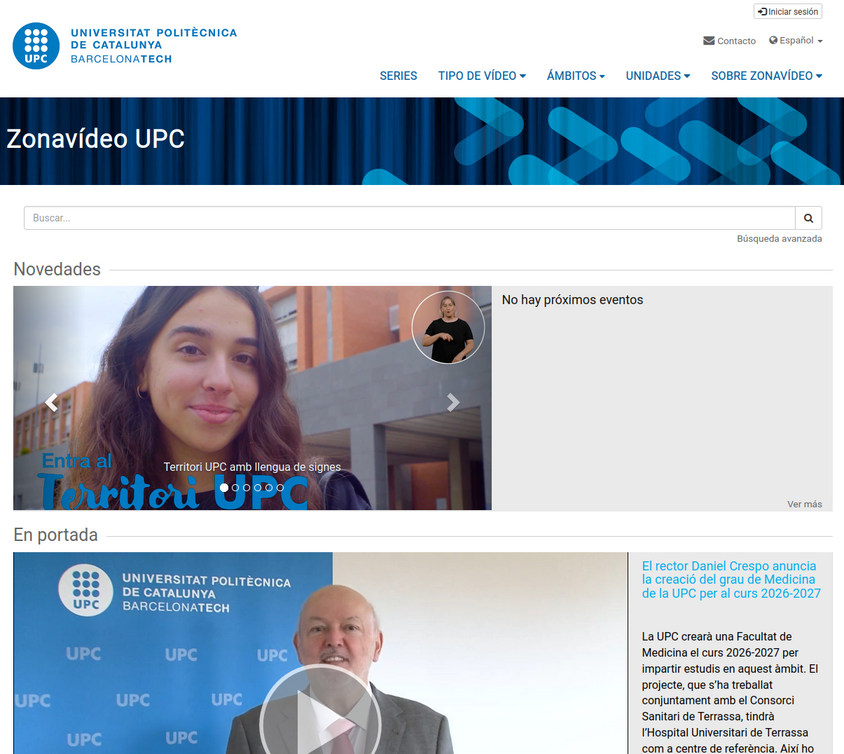 Iniciar sesión
UNIVERSITAT POLITÈCNICA
DE CATALUNYA
BARCELONATECH
UPC
Contacto
Español
SERIES
TIPO DE VÍDEO
ÁMBITOS
UNIDADES
SOBRE ZONAVÍDEO
Zonavídeo UPC
Buscar...
Búsqueda avanzada
Novedades
No hay próximos eventos
Entra al
Territori UPC amb llengua de signes
Territori UPC
Ver más
En portada
UNIVERSITAT POLITÈCNICA
DE CATALUNYA
BARCELONATECH
UPC
UPC UPC UPC
UPC UPC UPC
UPC UPC
El rector Daniel Crespo anuncia
la creació del grau de Medicina
de la UPC per al curs 2026-2027
La UPC crearà una Facultat de
Medicina el curs 2026-2027 per
impartir estudis en aquest àmbit. El
projecte, que s’ha treballat
conjuntament amb el Consorci
Sanitari de Terrassa, tindrà
l’Hospital Universitari de Terrassa
com a centre de referència. Així ho